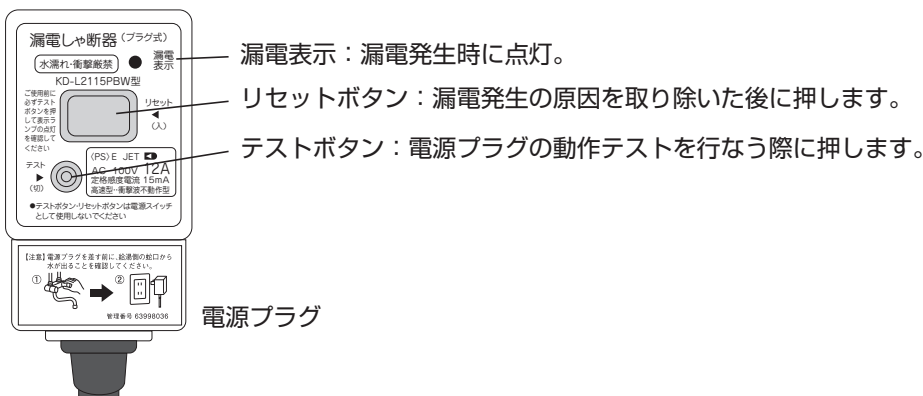 漏電しゃ断器（プラグ式）
水濡れ・衝撃厳禁
漏電
表示
KD-L2115PBW型
ご使用前に
必ずテスト
ボタンを押
して表示ラ
ンプの点灯
を確認して
ください
リセット
◀
（入）
テスト
▶
（切）
〈PS〉E JET
AC 100V 12A
定格感度電流 15mA
高速型・衝撃波不動作型
●テストボタン・リセットボタンは電源スイッチ
として使用しないでください
【注意】電源プラグを差す前に、給湯側の蛇口から
水が出ることを確認してください。
① ②
管理番号 63998036
漏電表示：漏電発生時に点灯。
リセットボタン：漏電発生の原因を取り除いた後に押します。
テストボタン：電源プラグの動作テストを行なう際に押します。
電源プラグ